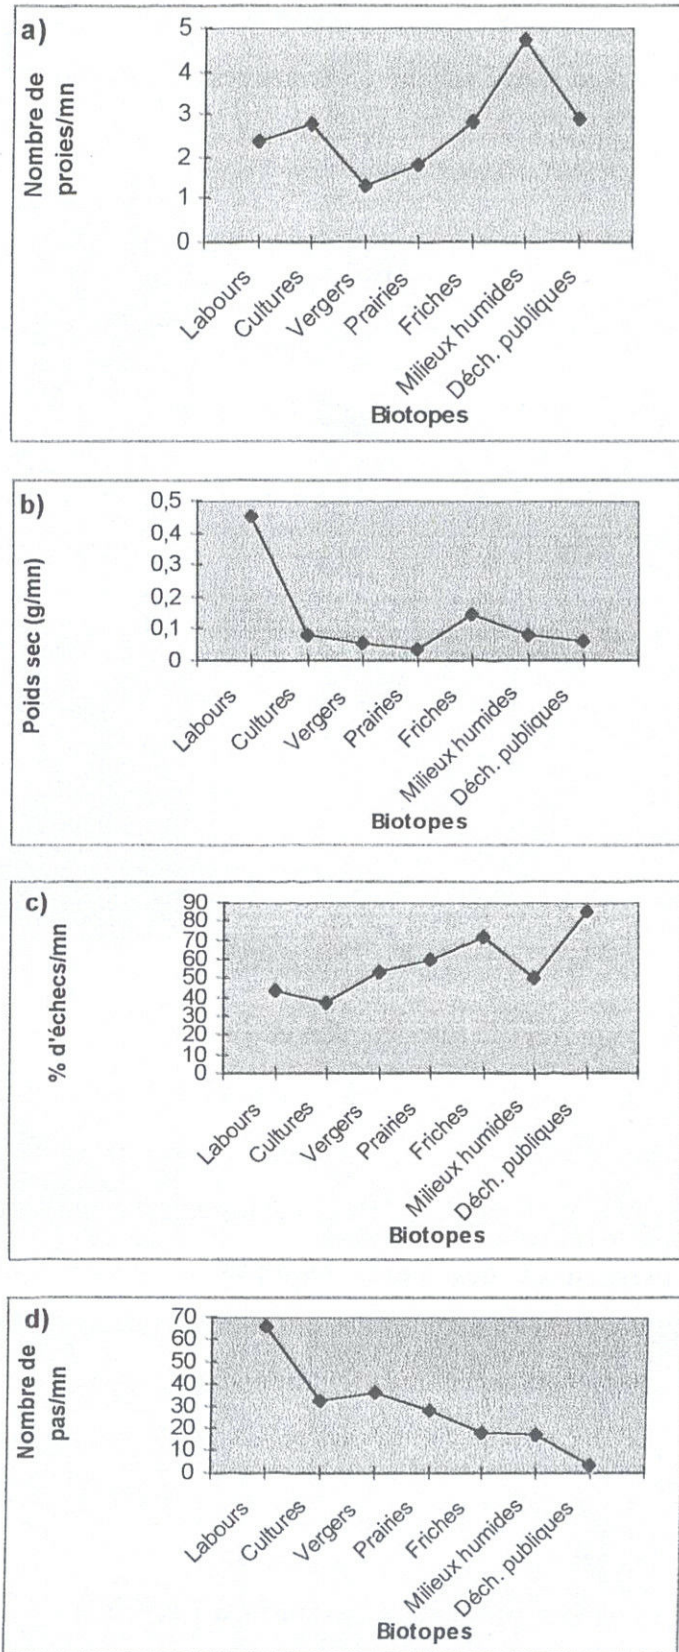 a)
Nombre de
proies/mn
5
4
3
2
1
0
Labours
Cultures
Vergers
Prairies
Friches
Milieux humides
Déch. publiques
Biotopes
b)
Poids sec (g/mn)
0,5
0,4
0,3
0,2
0,1
0
Labours
Cultures
Vergers
Prairies
Friches
Milieux humides
Déch. publiques
Biotopes
c)
% d'échecs/mn
90
80
70
60
50
40
30
20
10
0
Labours
Cultures
Vergers
Prairies
Friches
Milieux humides
Déch. publiques
Biotopes
d)
Nombre de
pas/mn
70
60
50
40
30
20
10
0
Labours
Cultures
Vergers
Prairies
Friches
Milieux humides
Déch. publiques
Biotopes